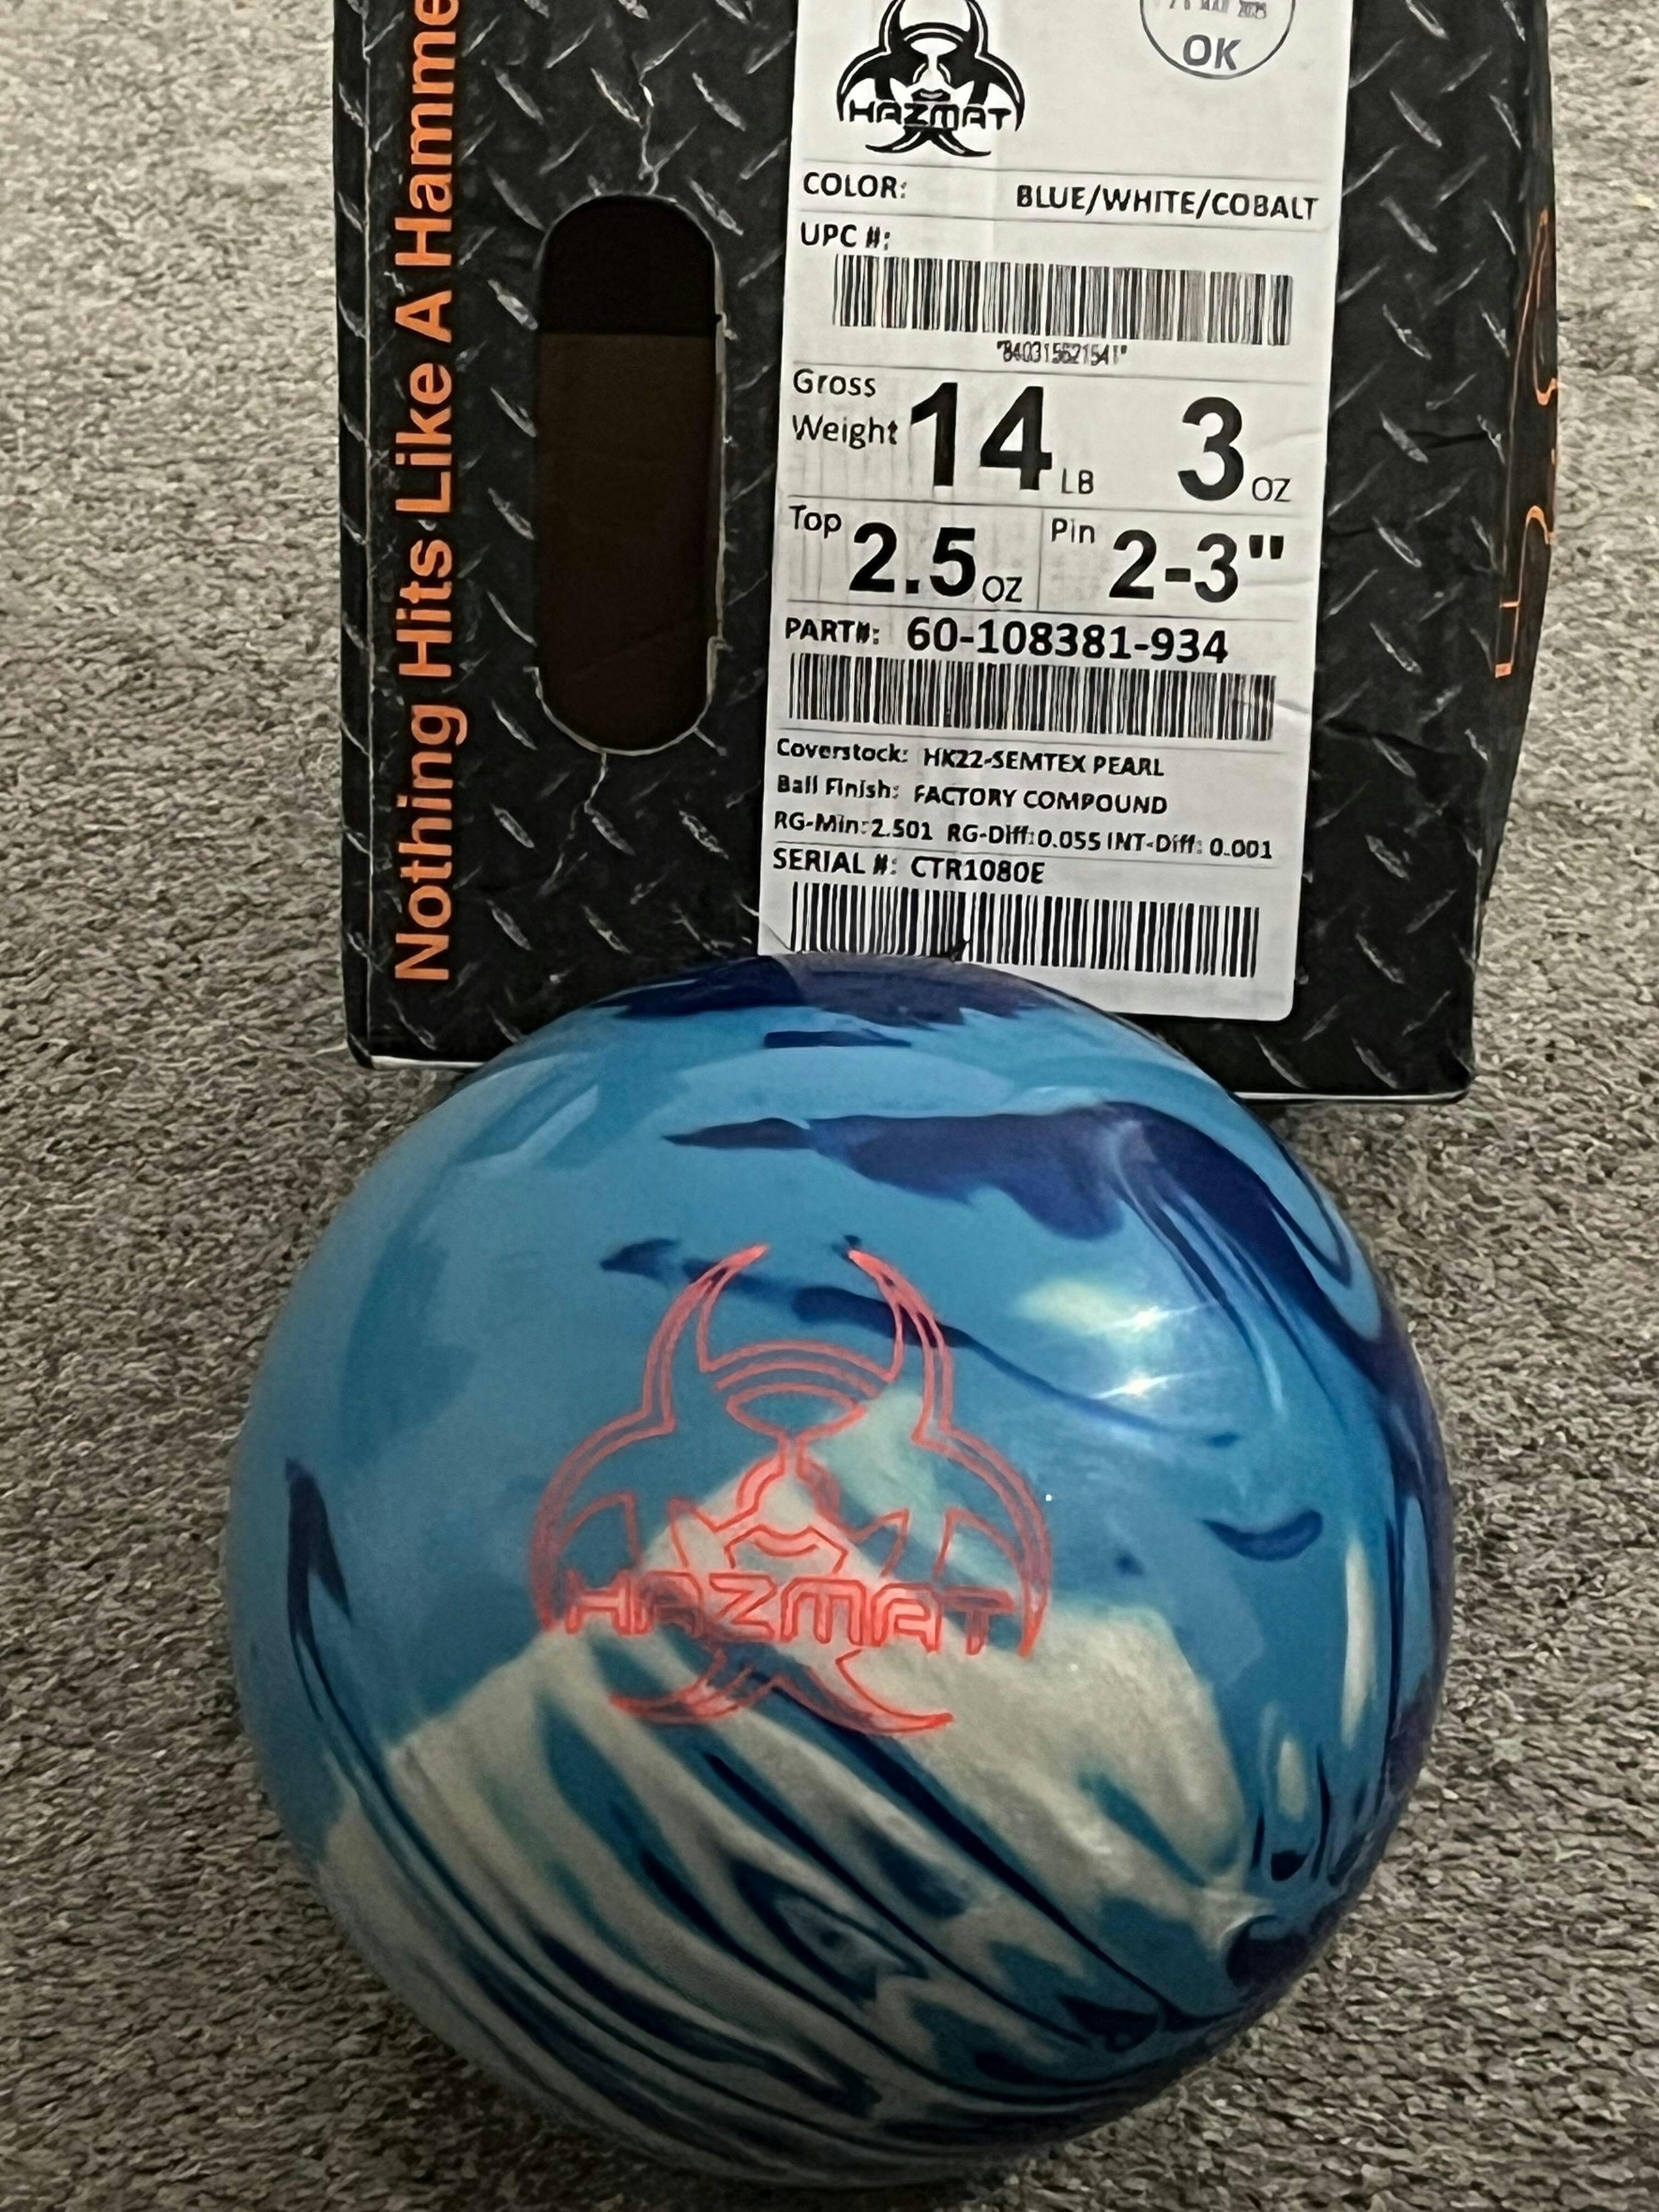 Nothing Hits Like A Hamme
OK
HAZMAT
COLOR: BLUE/WHITE/COBALT
UPC #:
Gross Weight 14 LB 3 OZ
Top 2.5 OZ Pin 2-3"
PART#: 60-108381-934
Coverstock: HK22-SEMTEX PEARL
Ball Finish: FACTORY COMPOUND
RG-Min:2.501 RG-Diff:0.055 INT-Diff: 0.001
SERIAL #: CTR1080E
HAZMAT